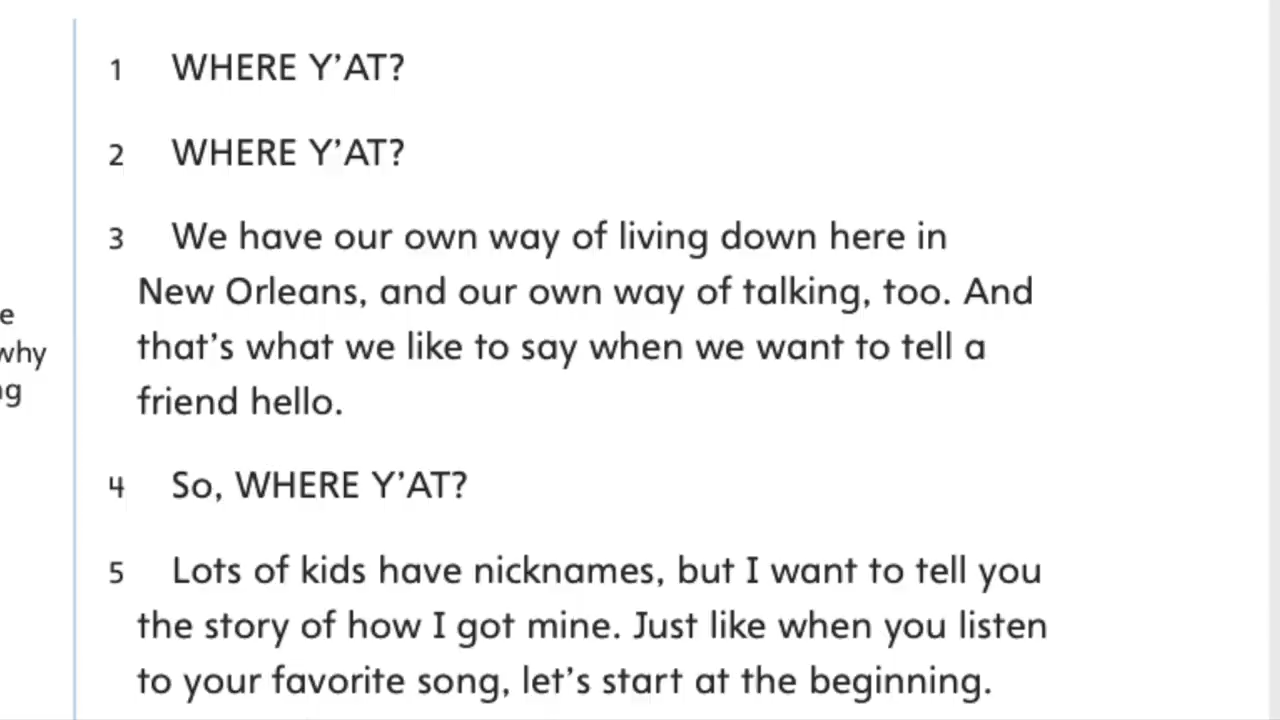 1 WHERE Y’AT?
2 WHERE Y’AT?
3 We have our own way of living down here in
New Orleans, and our own way of talking, too. And
that’s what we like to say when we want to tell a
friend hello.
4 So, WHERE Y’AT?
5 Lots of kids have nicknames, but I want to tell you
the story of how I got mine. Just like when you listen
to your favorite song, let’s start at the beginning.